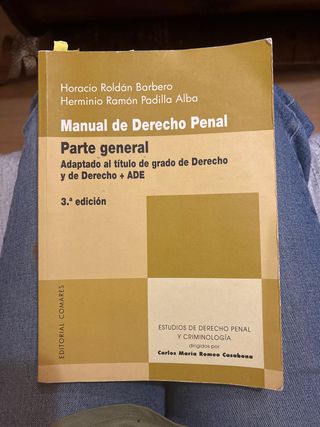 Horacio Roldán Barbero
Herminio Ramón Padilla Alba
Manual de Derecho Penal
Parte general
Adaptado al título de grado de Derecho
y de Derecho + ADE
3.ª edición
EDITORIAL COMARES
ESTUDIOS DE DERECHO PENAL
Y CRIMINOLOGÍA
dirigidos por
Carlos María Romeo Casabona